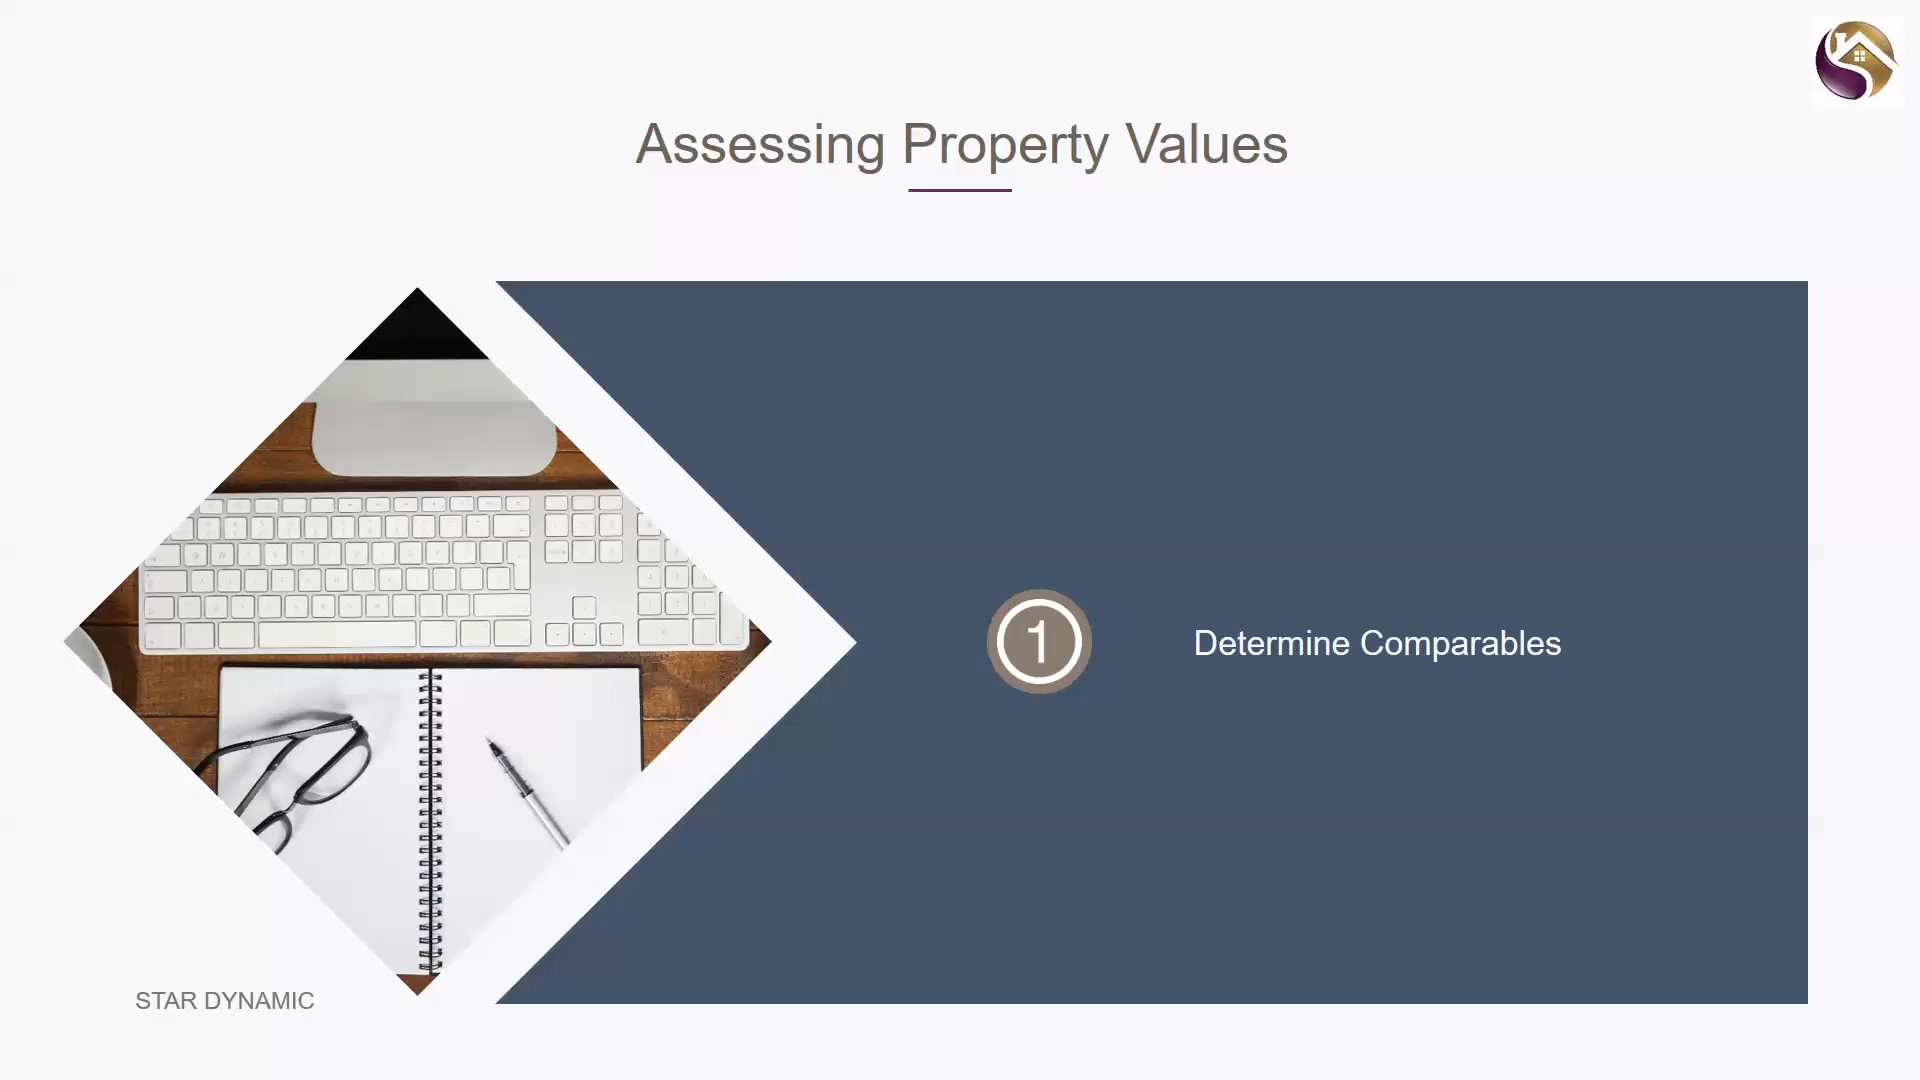 Assessing Property Values
1
Determine Comparables
STAR DYNAMIC